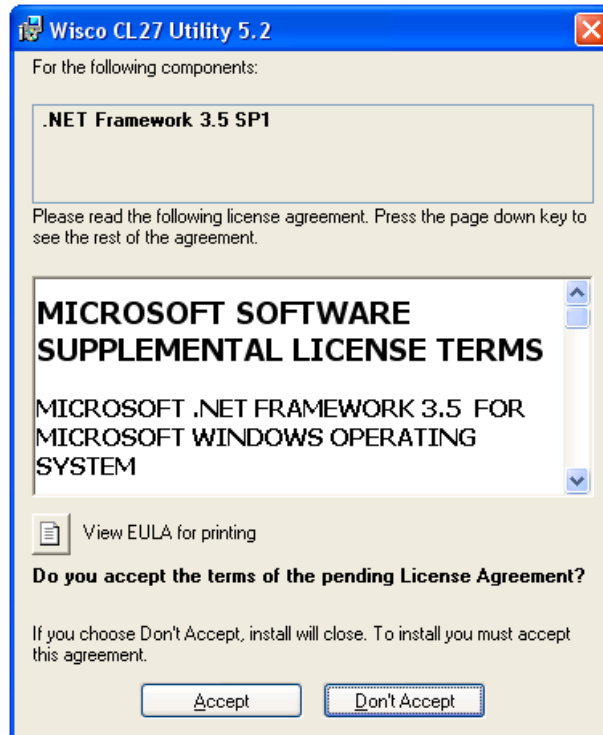 Wisco CL27 Utility 5.2
For the following components:
.NET Framework 3.5 SP1
Please read the following license agreement. Press the page down key to
see the rest of the agreement.
MICROSOFT SOFTWARE
SUPPLEMENTAL LICENSE TERMS
MICROSOFT .NET FRAMEWORK 3.5 FOR
MICROSOFT WINDOWS OPERATING
SYSTEM
View EULA for printing
Do you accept the terms of the pending License Agreement?
If you choose Don't Accept, install will close. To install you must accept
this agreement.
Accept
Don't Accept